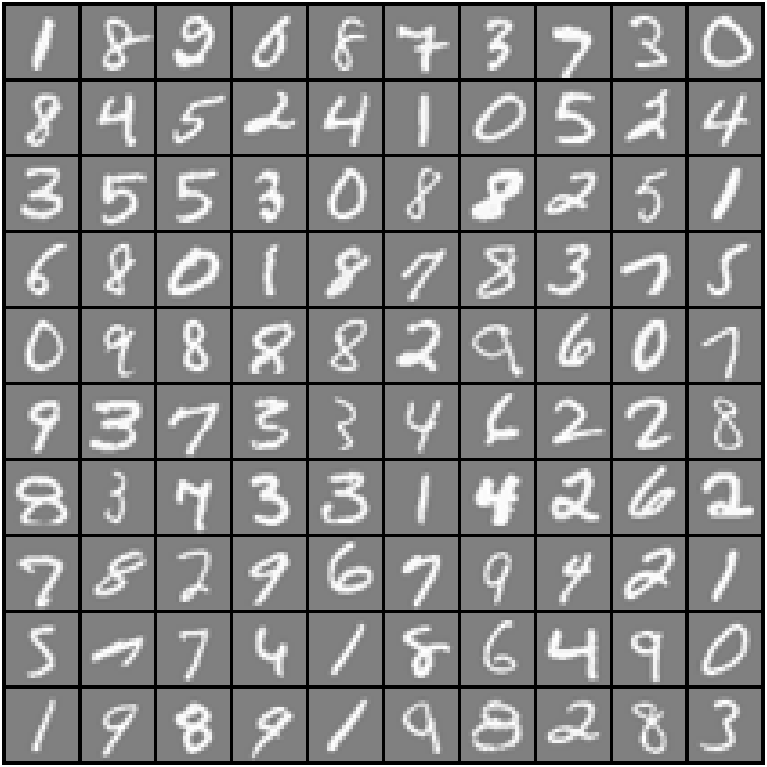 1 8 9 0 8 7 3 7 3 0
8 4 5 2 4 1 0 5 2 4
3 5 5 3 0 8 8 2 5 1
6 8 0 1 8 7 8 3 7 5
0 9 8 8 8 2 9 6 0 7
9 3 7 3 3 4 6 2 2 8
8 3 7 3 3 1 4 2 6 2
7 8 7 9 6 7 9 4 2 1
5 7 7 4 1 8 6 4 9 0
1 9 8 9 1 9 8 2 8 3